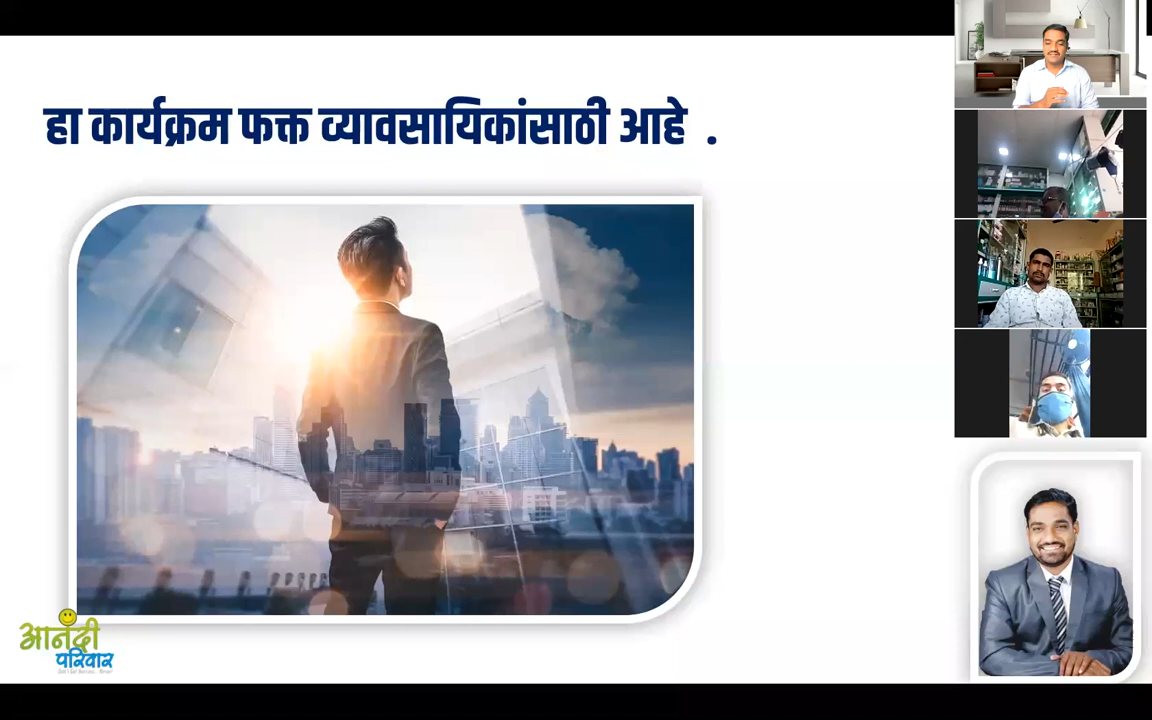 हा कार्यक्रम फक्त व्यावसायिकांसाठी आहे .
आनंदी
परिवार